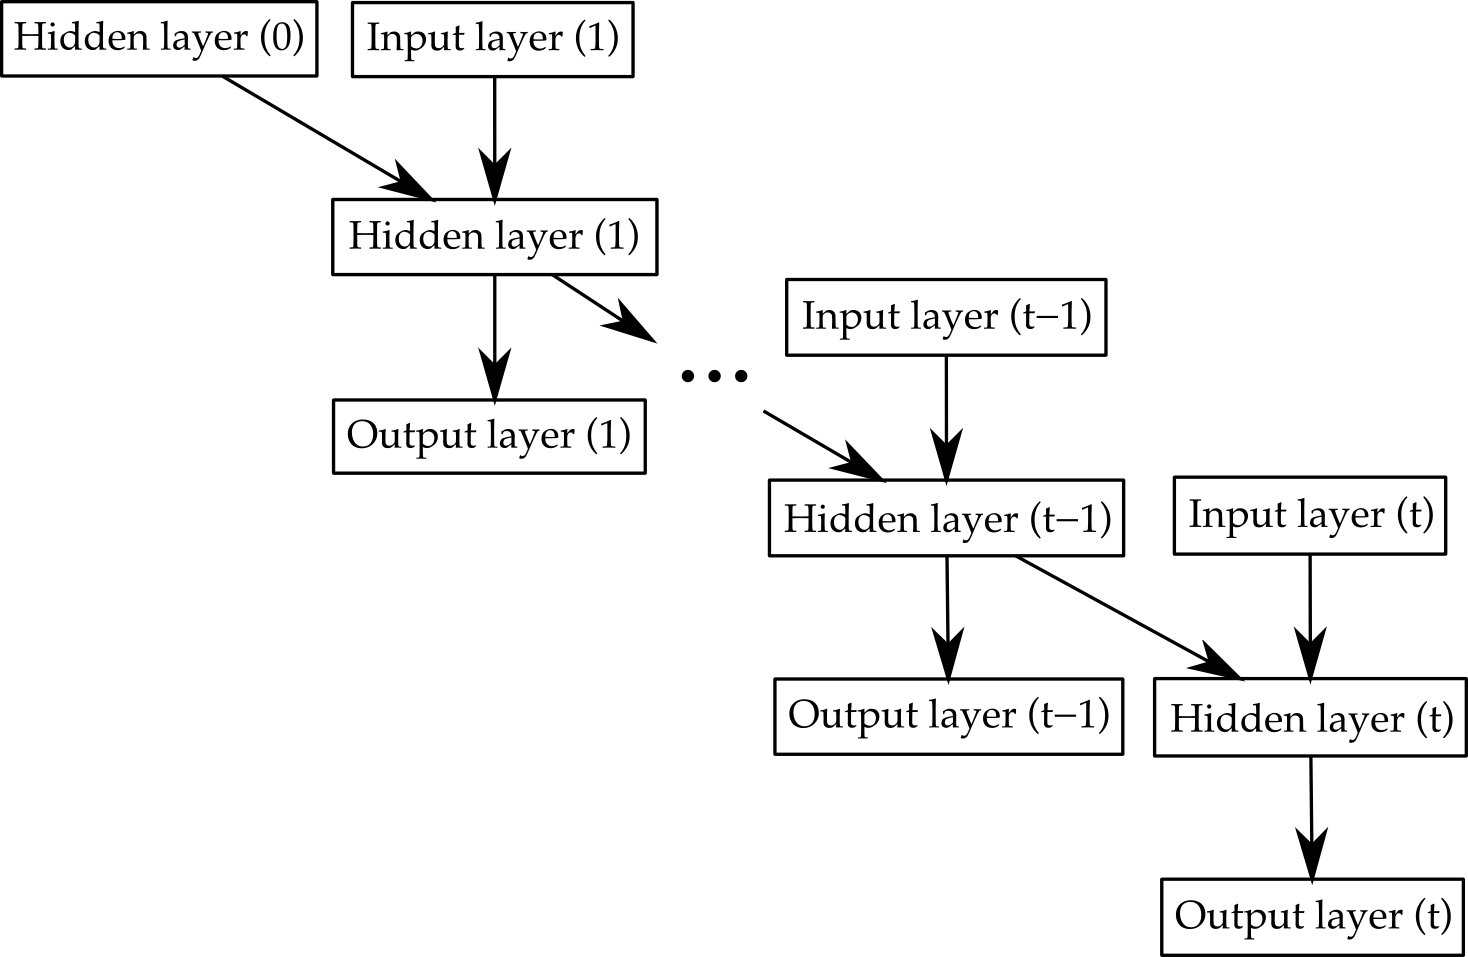 Hidden layer (0)
Input layer (1)
Hidden layer (1)
Output layer (1)
...
Input layer (t−1)
Hidden layer (t−1)
Output layer (t−1)
Input layer (t)
Hidden layer (t)
Output layer (t)